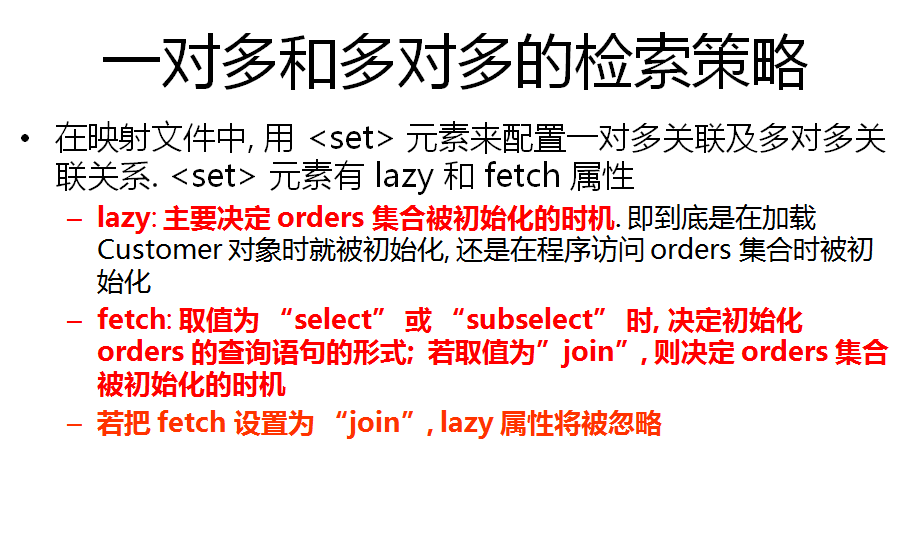 一对多和多对多的检索策略
• 在映射文件中, 用 <set> 元素来配置一对多关联及多对多关
联关系. <set> 元素有 lazy 和 fetch 属性
– lazy: 主要决定 orders 集合被初始化的时机. 即到底是在加载
Customer 对象时就被初始化, 还是在程序访问 orders 集合时被初
始化
– fetch: 取值为 “select” 或 “subselect” 时, 决定初始化
orders 的查询语句的形式; 若取值为”join”, 则决定 orders 集合
被初始化的时机
– 若把 fetch 设置为 “join”, lazy 属性将被忽略